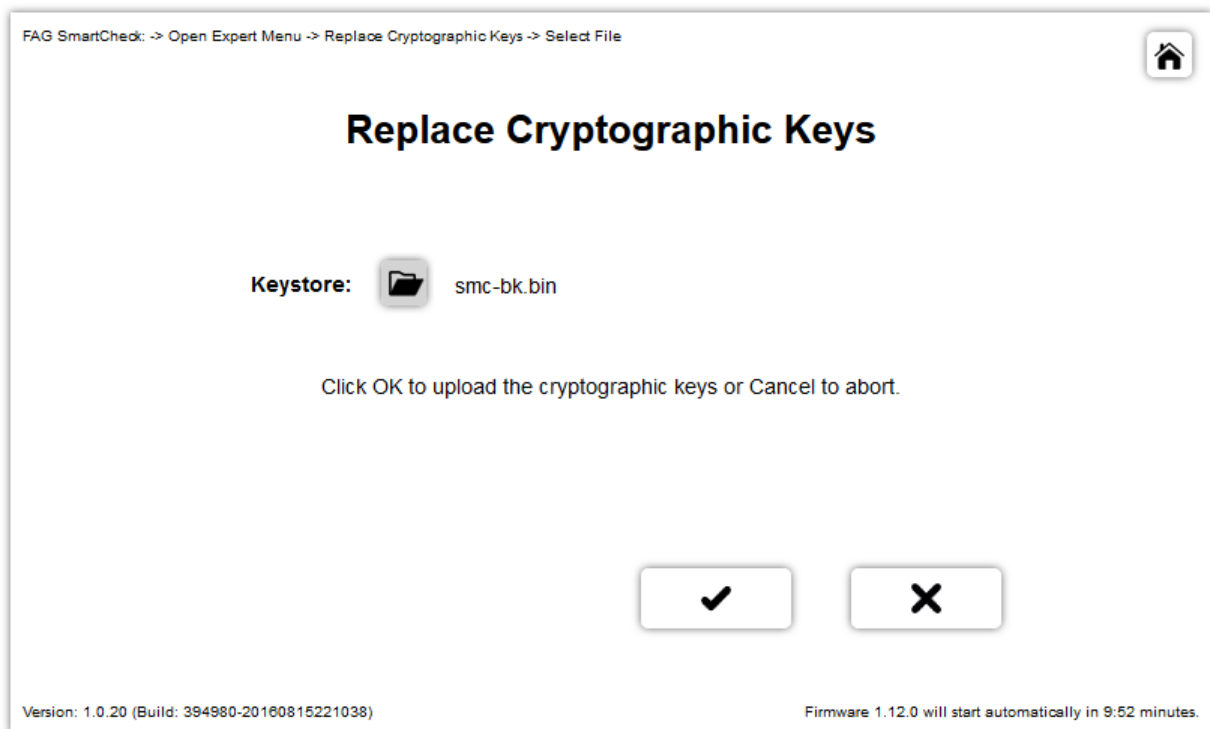 FAG SmartCheck: -> Open Expert Menu -> Replace Cryptographic Keys -> Select File
Replace Cryptographic Keys
Keystore: smc-bk.bin
Click OK to upload the cryptographic keys or Cancel to abort.
Version: 1.0.20 (Build: 394980-20160815221038) Firmware 1.12.0 will start automatically in 9:52 minutes.